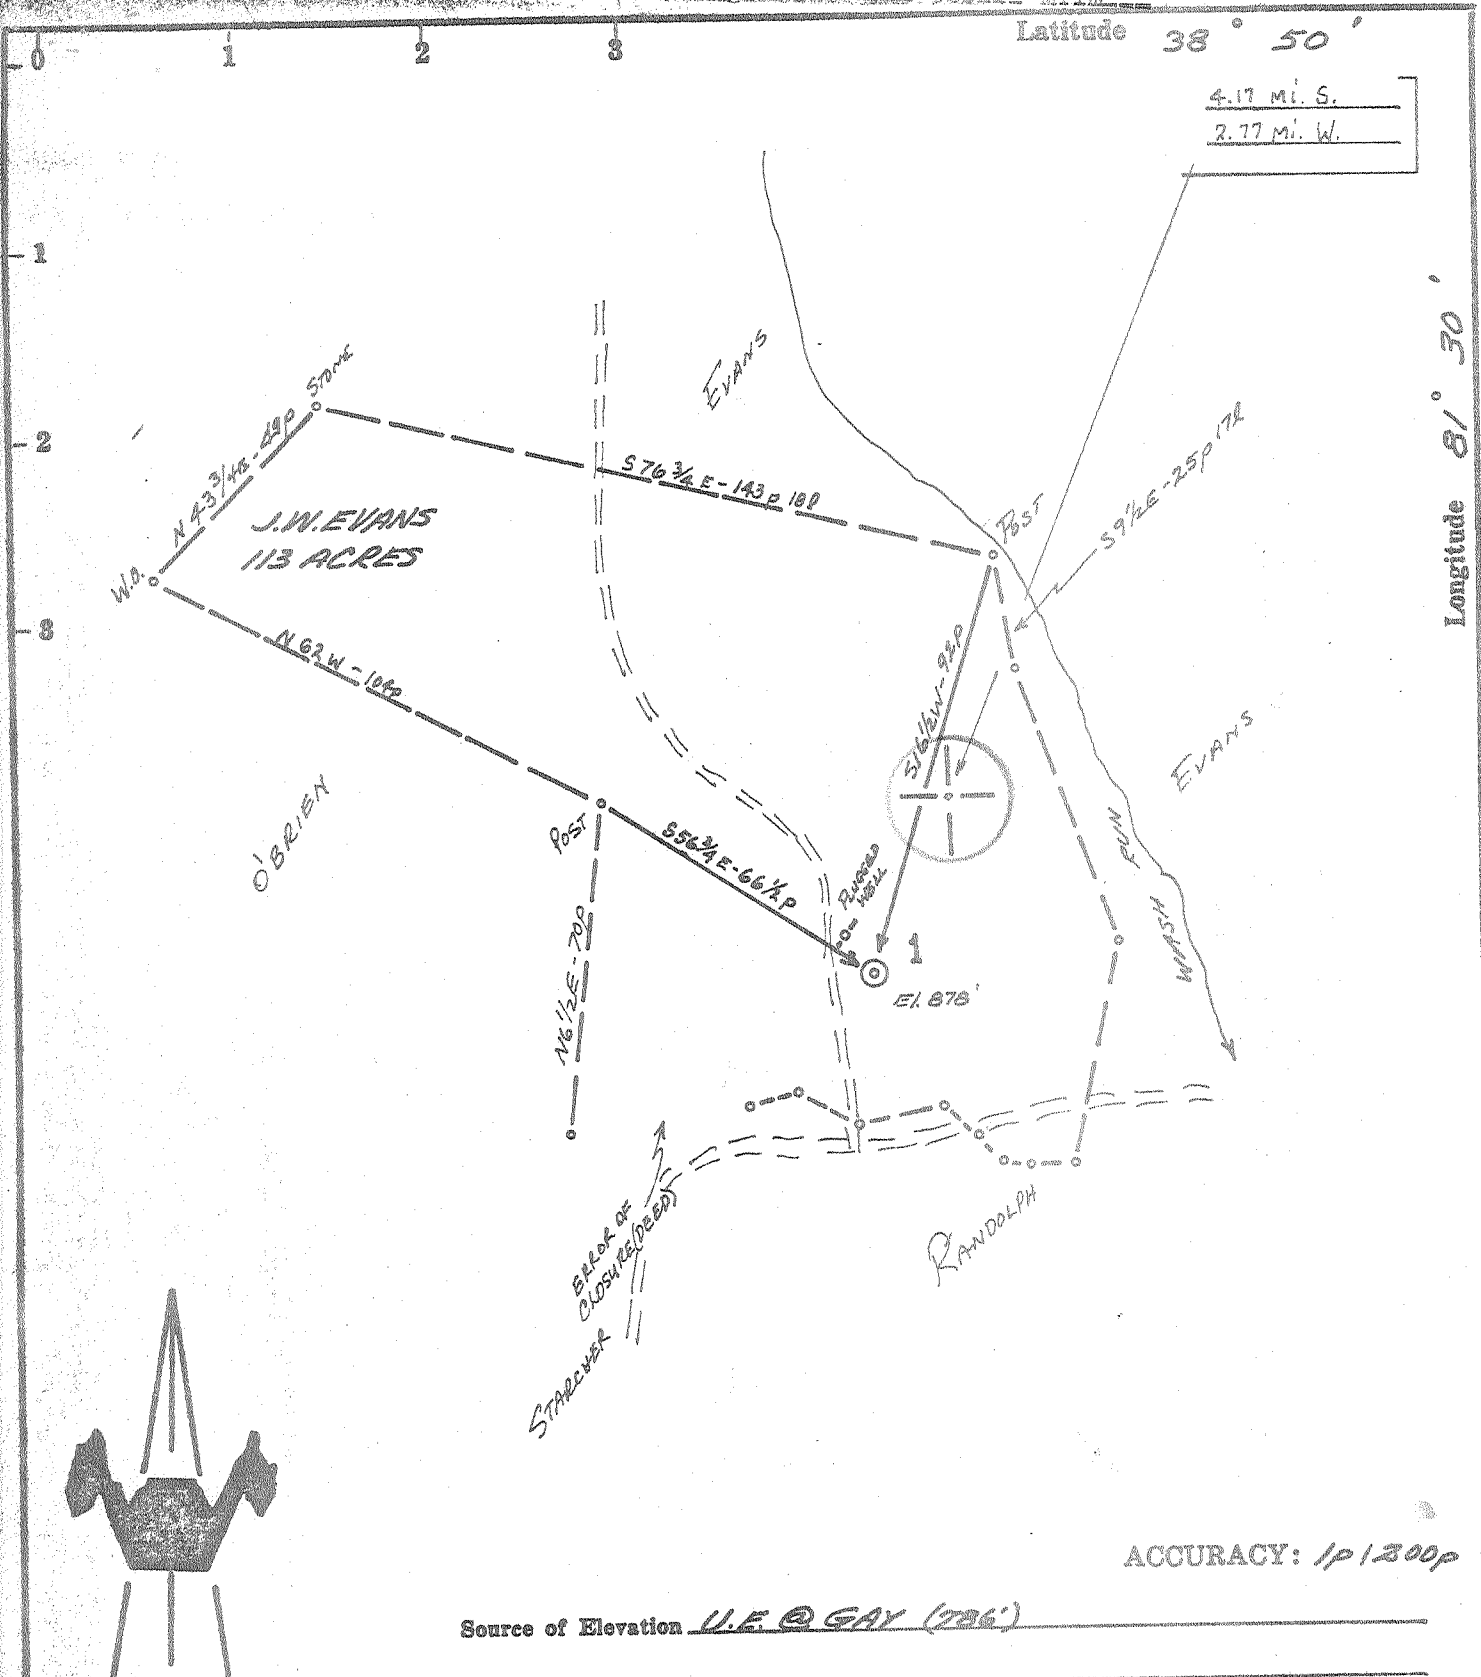 Latitude 38° 50'
0 1 2 3
4.17 Mi. S.
2.77 Mi. W.
1
2
3
Longitude 81° 30'
EVANS
STONE
N 43 3/4 E - 49p
S 76 3/4 E - 143p 18l
S 9 1/2 E - 25p 17l
J.W. EVANS
113 ACRES
POST
W.O.
N 62 W - 104p
S 16 1/2 W - 92p
EVANS
O'BRIEN
POST
S 56 3/4 E - 66 1/2 p
PLUGGED
WELL
WASH RUN
1
El. 878'
N 6 1/2 E - 70p
ERROR OF
CLOSURE (DEED)
RANDOLPH
STARCHER
ACCURACY: 1p/200p
Source of Elevation U.E. @ GAY (786')